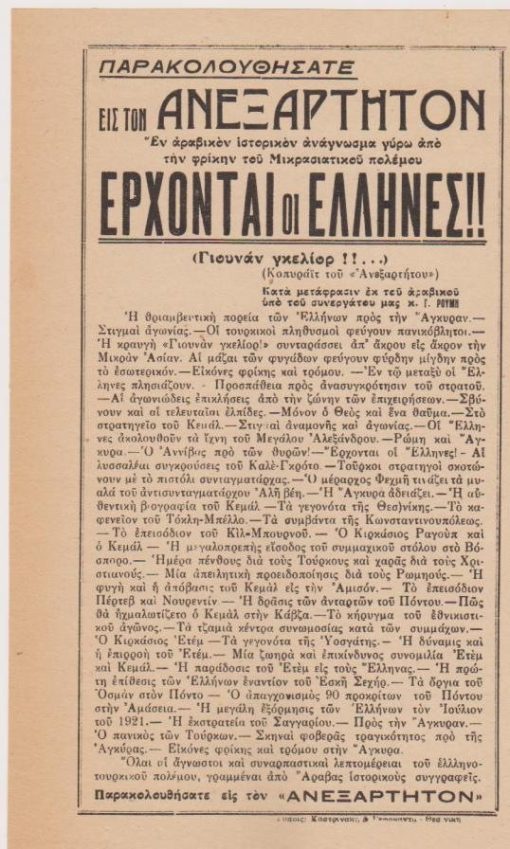 ΠΑΡΑΚΟΛΟΥΘΗΣΑΤΕ
ΕΙΣ ΤΟΝ ΑΝΕΞΑΡΤΗΤΟΝ
Ἓν ἀραβικὸν ἱστορικὸν ἀνάγνωσμα γύρω ἀπὸ
τὴν φρίκην τοῦ Μικρασιατικοῦ πολέμου
ΕΡΧΟΝΤΑΙ οι ΕΛΛΗΝΕΣ!!
(Γιουνάν γκελίορ !!...)
(Κοπυράϊτ τοῦ «Ἀνεξαρτήτου»)
Κατὰ μετάφρασιν ἐκ τοῦ ἀραβικοῦ
ὑπὸ τοῦ συνεργάτου μας κ. Γ. ΡΟΥΜΗ
Ἡ θριαμβευτικὴ πορεία τῶν Ἑλλήνων πρὸς τὴν Ἄγκυραν.—
Στιγμαὶ ἀγωνίας.—Οἱ τουρκικοὶ πληθυσμοὶ φεύγουν πανικόβλητοι.—
Ἡ κραυγὴ «Γιουνὰν γκελίορ!» συνταράσσει ἀπ' ἄκρου εἰς ἄκρον τὴν
Μικρὰν Ἀσίαν. Αἱ μάζαι τῶν φυγάδων φεύγουν φύρδην μίγδην πρὸς
τὸ ἐσωτερικόν.—Εἰκόνες φρίκης καὶ τρόμου. —Ἐν τῷ μεταξὺ οἱ Ἕλ-
ληνες πλησιάζουν. - Προσπάθεια πρὸς ἀνασυγκρότησιν τοῦ στρατοῦ.
—Αἱ ἀγωνιώδεις ἐπικλήσεις ἀπὸ τὴν ζώνην τῶν ἐπιχειρήσεων.—Σβύ-
νουν καὶ αἱ τελευταῖαι ἐλπίδες.—Μόνον ὁ Θεὸς καὶ ἕνα θαῦμα.—Στὸ
στρατηγεῖο τοῦ Κεμάλ.—Στιγμαὶ ἀναμονῆς καὶ ἀγωνίας.—Οἱ Ἕλλη-
νες ἀκολουθοῦν τὰ ἴχνη τοῦ Μεγάλου Ἀλεξάνδρου.—Ρώμη καὶ Ἄγ-
κυρα.—Ὁ Ἀννίβας πρὸ τῶν θυρῶν!—Ἔρχονται οἱ Ἕλληνες!- Αἱ
λυσσαλέαι συγκρούσεις τοῦ Καλὲ-Γκρότο.—Τοῦρκοι στρατηγοὶ σκοτώ-
νουν μὲ τὸ πιστόλι συνταγματάρχας.—Ὁ μέραρχος Φεχμῆ τινάζει τὰ μυ-
αλὰ τοῦ ἀντισυνταγματάρχου Ἀλῆ βέη.—Ἡ Ἄγκυρα ἀδειάζει.—Ἡ αὐ-
θεντικὴ βιογραφία τοῦ Κεμάλ —Τὰ γεγονότα τῆς Θεσ)νίκης.—Τὸ κα-
φενεῖον τοῦ Τόκλη-Μπέλλο.—Τὰ συμβάντα τῆς Κωνσταντινουπόλεως.
— Τὸ ἐπεισόδιον τοῦ Κὶλ-Μπουρνοῦ. — Ὁ Κιρκάσιος Ραγοὺπ καὶ
ὁ Κεμὰλ — Ἡ μεγαλοπρεπὴς εἴσοδος τοῦ συμμαχικοῦ στόλου στὸ Βό-
σπορο.—Ἡμέρα πένθους διὰ τοὺς Τούρκους καὶ χαρᾶς διὰ τοὺς Χρι-
στιανούς.— Μία ἀπειλητικὴ προειδοποίησις διὰ τοὺς Ρωμηούς.— Ἡ
φυγὴ καὶ ἡ ἀπόβασις τοῦ Κεμὰλ εἰς τὴν Ἀμισόν.— Τὸ ἐπεισόδιον
Πέρτεβ καὶ Νουρεντίν.— Ἡ δρᾶσις τῶν ἀνταρτῶν τοῦ Πόντου.—Πῶς
θὰ ᾐχμαλωτίζετο ὁ Κεμὰλ στὴν Κάβζα.—Τὸ κήρυγμα τοῦ ἐθνικιστι-
κοῦ ἀγῶνος.—Τὰ τζαμιὰ κέντρα συνωμοσίας κατὰ τῶν συμμάχων.—
Ὁ Κιρκάσιος Ἐτέμ —Τὰ γεγονότα τῆς Ὑοσγάτης.— Ἡ δύναμις καὶ
ἡ ἐπιρροὴ τοῦ Ἐτέμ.— Μία ζωηρὰ καὶ ἐπικίνδυνος συνομιλία Ἐτὲμ
καὶ Κεμάλ.— Ἡ παράδοσις τοῦ Ἐτὲμ εἰς τοὺς Ἕλληνας.— Ἡ πρώ-
τη ἐπίθεσις τῶν Ἑλλήνων ἐναντίον τοῦ Ἐσκῆ Σεχήρ.— Τὰ ὄργια τοῦ
Ὀσμὰν στὸν Πόντο — Ὁ ἀπαγχονισμὸς 90 προκρίτων τοῦ Πόντου
στὴν Ἀμάσεια.— Ἡ μεγάλη ἐξόρμησις τῶν Ἑλλήνων τὸν Ἰούλιον
τοῦ 1921.— Ἡ ἐκστρατεία τοῦ Σαγγαρίου.— Πρὸς τὴν Ἄγκυραν.—
Ὁ πανικὸς τῶν Τούρκων.— Σκηναὶ φοβερᾶς τραγικότητος πρὸ τῆς
Ἀγκύρας.— Εἰκόνες φρίκης καὶ τρόμου στὴν Ἄγκυρα.
Ὅλαι οἱ ἄγνωστοι καὶ συναρπαστικαὶ λεπτομέρειαι τοῦ ἑλληνο-
τουρκικοῦ πολέμου, γραμμέναι ἀπὸ Ἄραβας ἱστορικοὺς συγγραφεῖς.
Παρακολουθήσατε εἰς τὸν «ΑΝΕΞΑΡΤΗΤΟΝ»